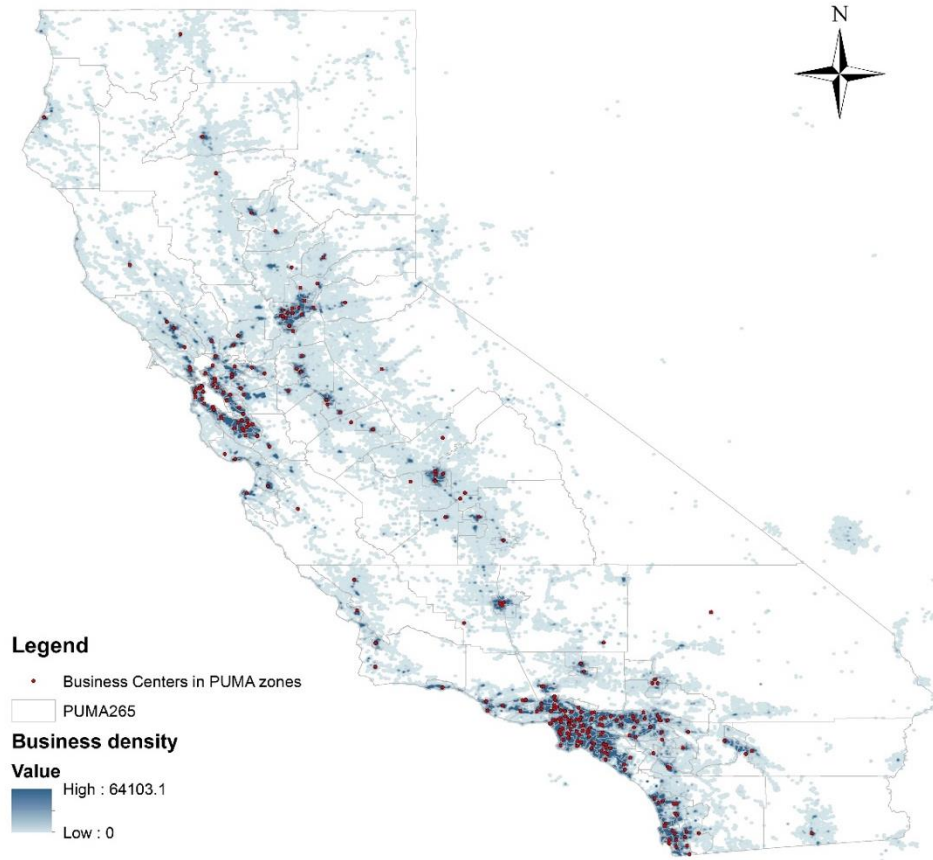 N
Legend
Business Centers in PUMA zones
PUMA265
Business density
Value
High : 64103.1
Low : 0